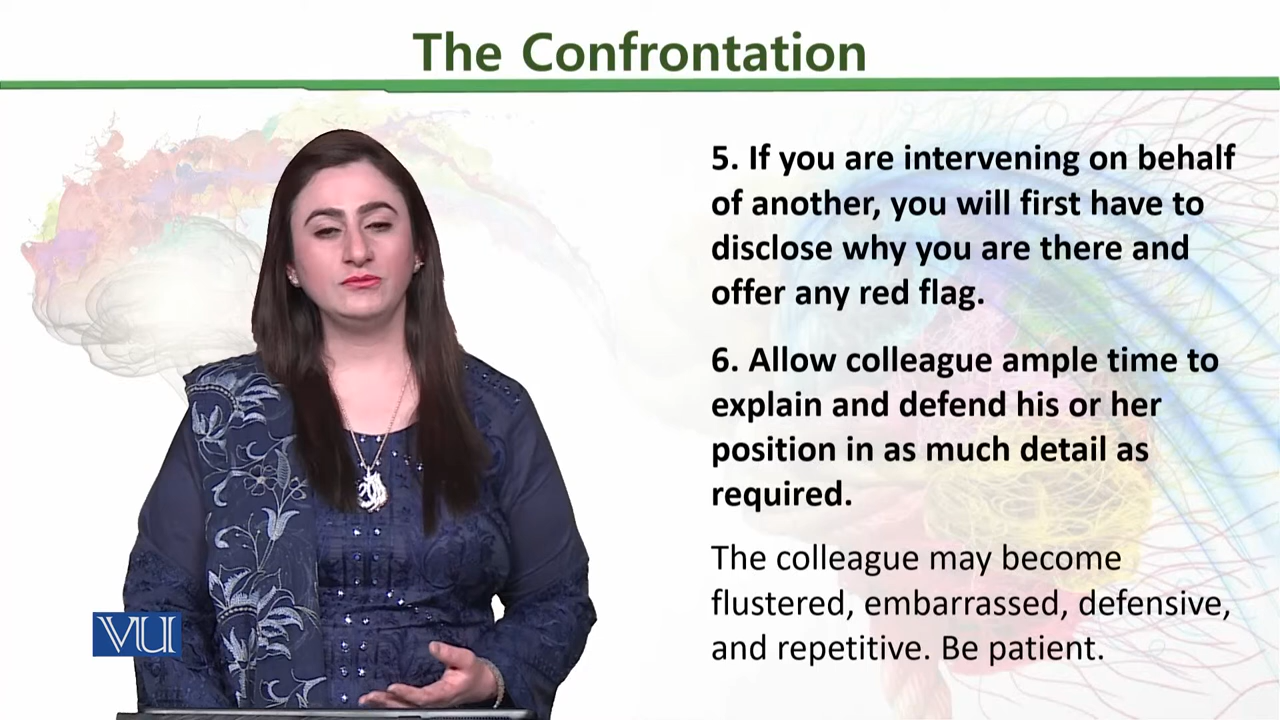 The Confrontation
5. If you are intervening on behalf
of another, you will first have to
disclose why you are there and
offer any red flag.
6. Allow colleague ample time to
explain and defend his or her
position in as much detail as
required.
The colleague may become
flustered, embarrassed, defensive,
and repetitive. Be patient.
VU